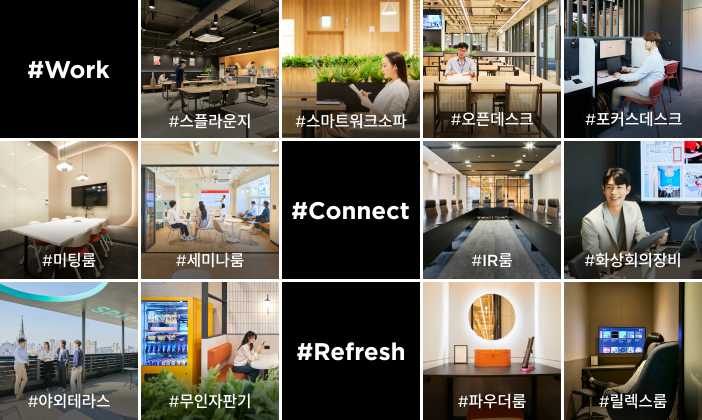 #Work
#스플라운지
#스마트워크소파
#오픈데스크
#포커스데스크
#미팅룸
#세미나룸
#Connect
#IR룸
#화상회의장비
#야외테라스
#무인자판기
#Refresh
#파우더룸
#릴렉스룸